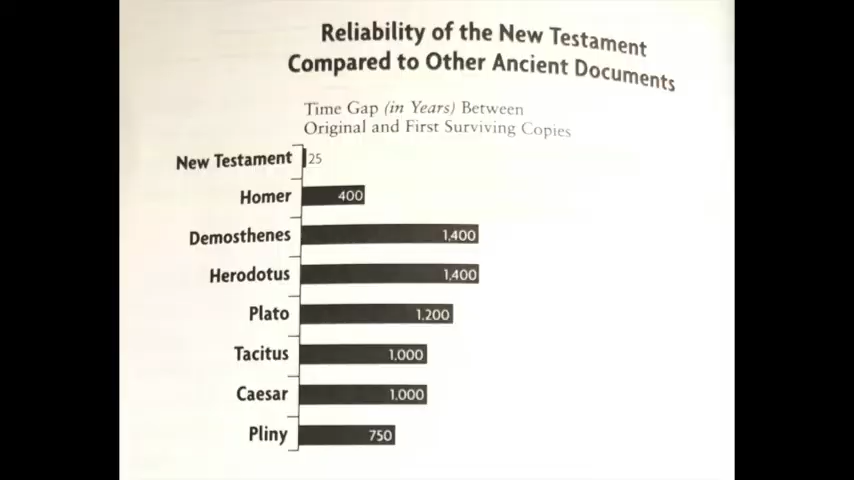 Reliability of the New Testament
Compared to Other Ancient Documents
Time Gap (in Years) Between
Original and First Surviving Copies
New Testament 25
Homer 400
Demosthenes 1,400
Herodotus 1,400
Plato 1,200
Tacitus 1,000
Caesar 1,000
Pliny 750